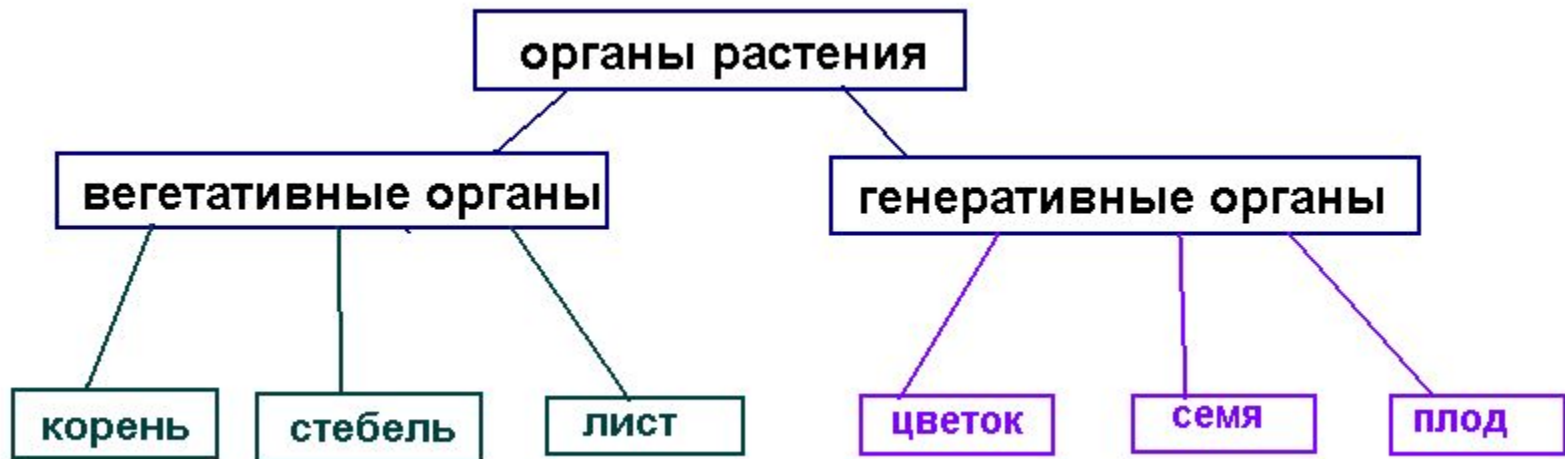 органы растения
вегетативные органы
генеративные органы
корень
стебель
лист
цветок
семя
плод